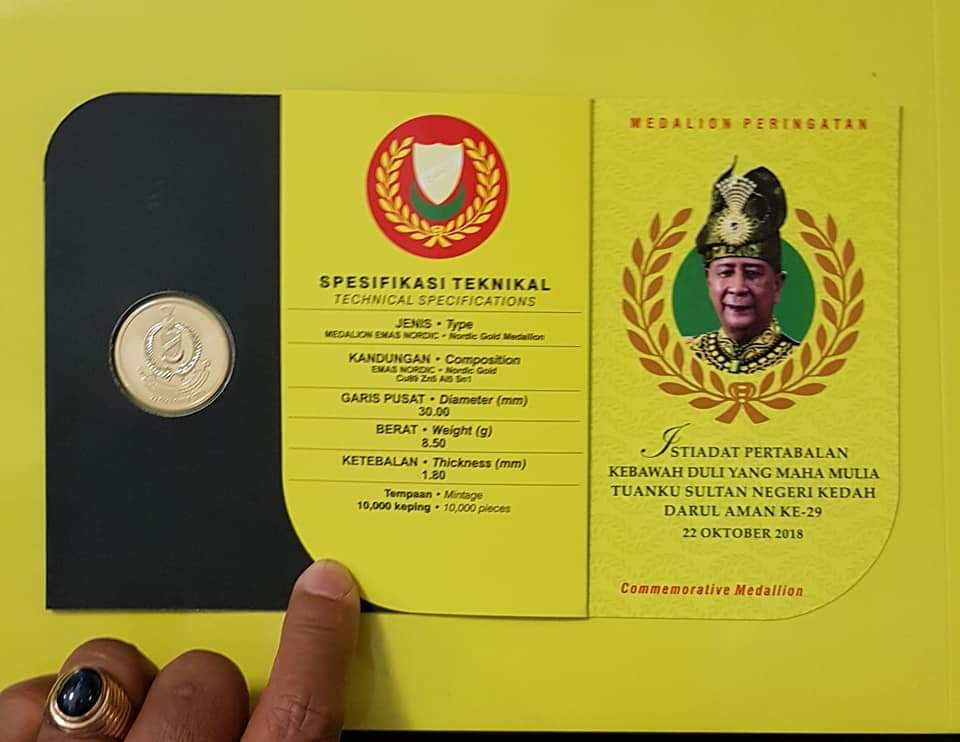 SPESIFIKASI TEKNIKAL
TECHNICAL SPECIFICATIONS
JENIS • Type
MEDALION EMAS NORDIC • Nordic Gold Medallion
KANDUNGAN • Composition
EMAS NORDIC • Nordic Gold
Cu89 Zn5 Al5 Sn1
GARIS PUSAT • Diameter (mm)
30.00
BERAT • Weight (g)
8.50
KETEBALAN • Thickness (mm)
1.80
Tempaan • Mintage
10,000 keping • 10,000 pieces
MEDALION PERINGATAN
ISTIADAT PERTABALAN
KEBAWAH DULI YANG MAHA MULIA
TUANKU SULTAN NEGERI KEDAH
DARUL AMAN KE-29
22 OKTOBER 2018
Commemorative Medallion